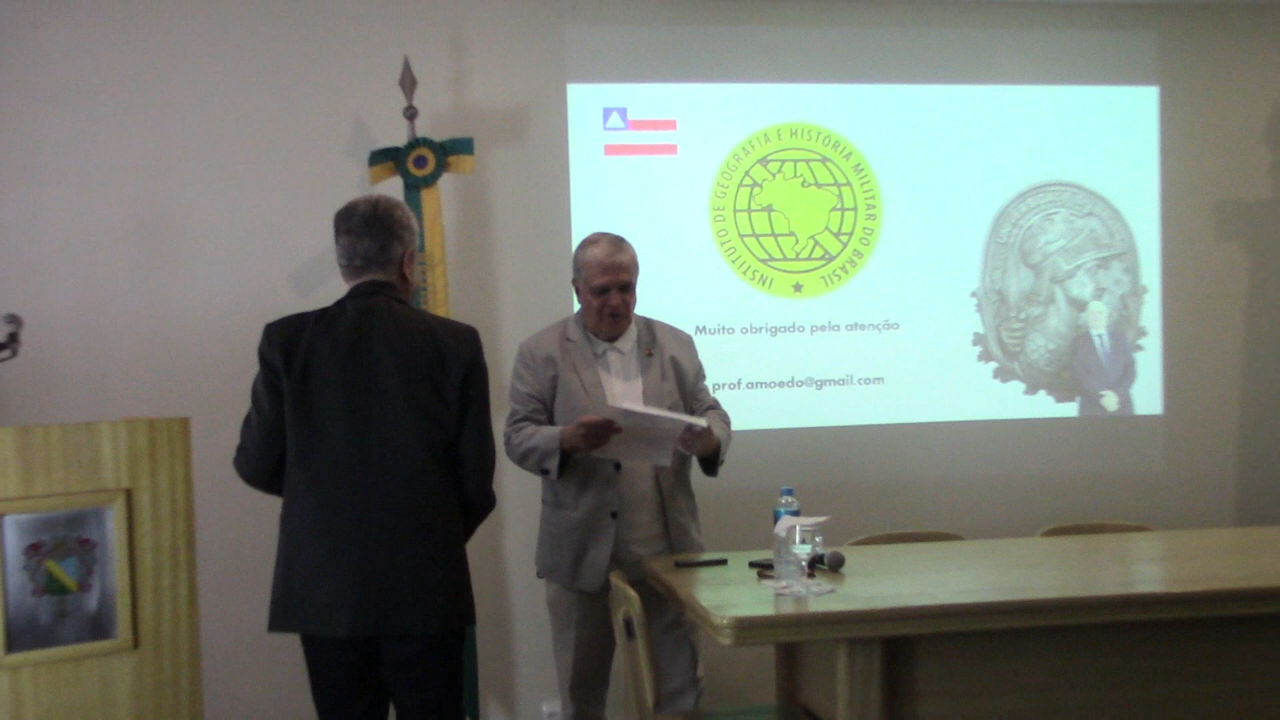 INSTITUTO DE GEOGRAFIA E HISTÓRIA MILITAR DO BRASIL
Muito obrigado pela atenção
prof.amoedo@gmail.com